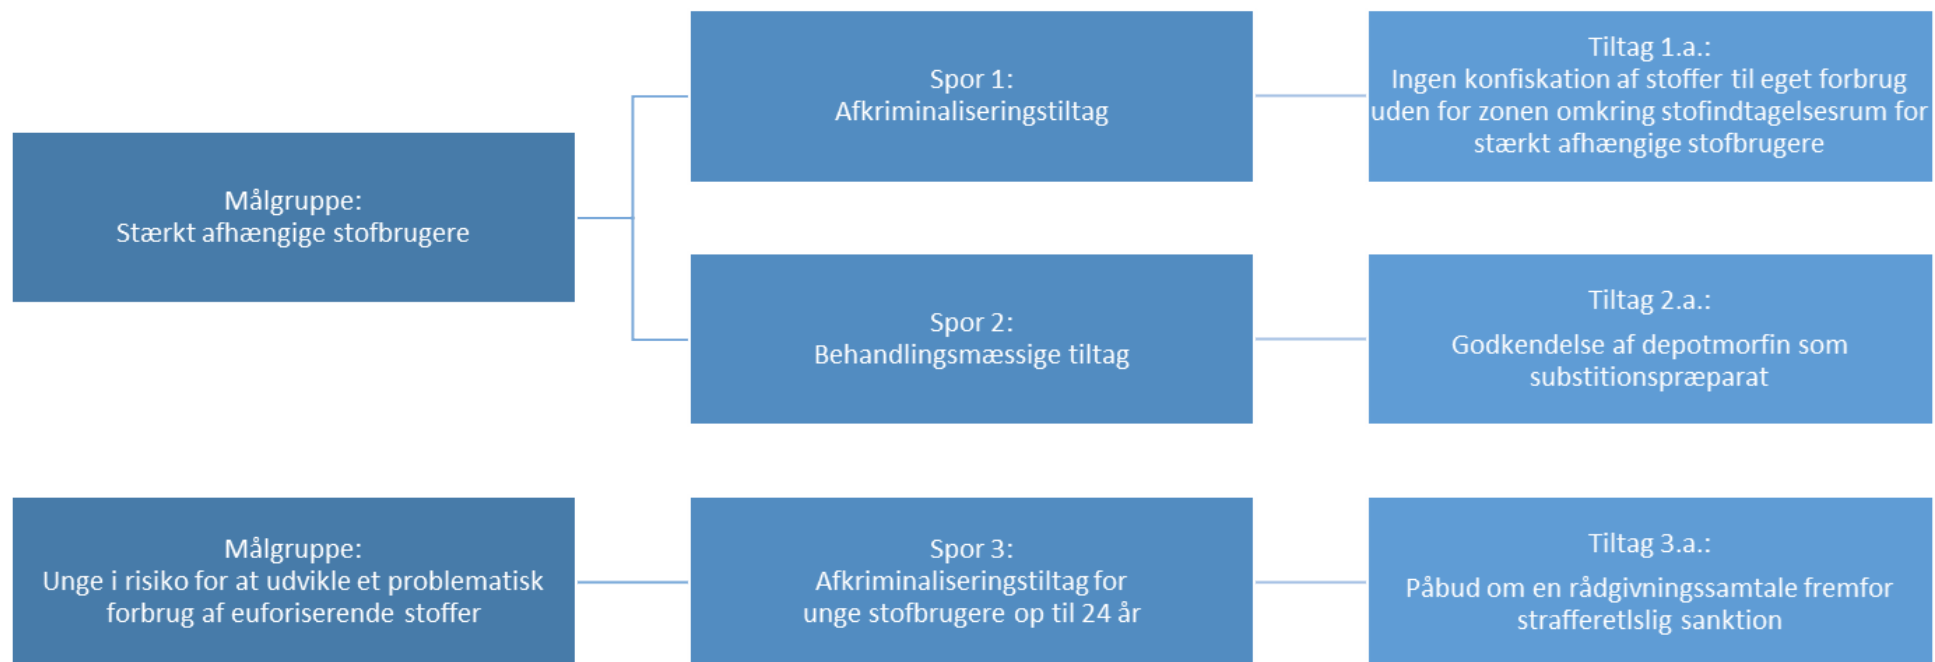 Målgruppe:
Stærkt afhængige stofbrugere
Spor 1:
Afkriminaliseringstiltag
Tiltag 1.a.:
Ingen konfiskation af stoffer til eget forbrug
uden for zonen omkring stofindtagelsesrum for
stærkt afhængige stofbrugere
Spor 2:
Behandlingsmæssige tiltag
Tiltag 2.a.:
Godkendelse af depotmorfin som
substitionspræparat
Målgruppe:
Unge i risiko for at udvikle et problematisk
forbrug af euforiserende stoffer
Spor 3:
Afkriminaliseringstiltag for
unge stofbrugere op til 24 år
Tiltag 3.a.:
Påbud om en rådgivningssamtale fremfor
strafferetlslig sanktion